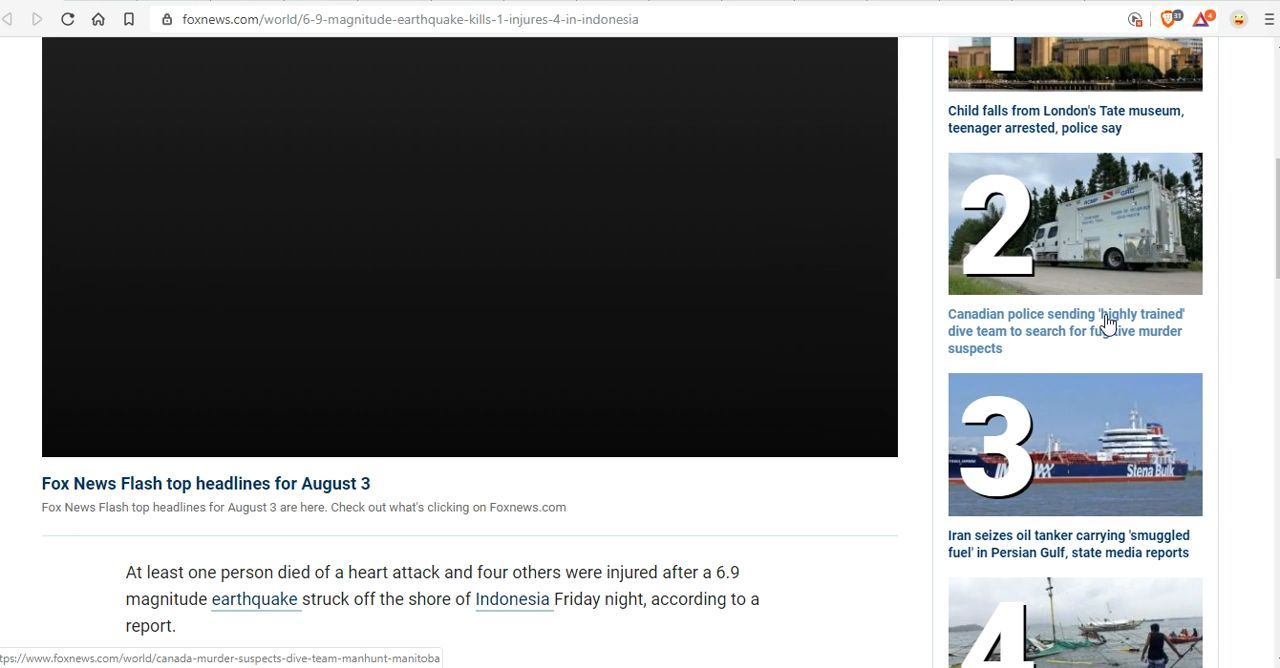 foxnews.com/world/6-9-magnitude-earthquake-kills-1-injures-4-in-indonesia
31
4
1
Child falls from London's Tate museum,
teenager arrested, police say
2
Canadian police sending 'highly trained'
dive team to search for fugitive murder
suspects
3
Stena Bulk
Iran seizes oil tanker carrying 'smuggled
fuel' in Persian Gulf, state media reports
4
Fox News Flash top headlines for August 3
Fox News Flash top headlines for August 3 are here. Check out what's clicking on Foxnews.com
At least one person died of a heart attack and four others were injured after a 6.9
magnitude earthquake struck off the shore of Indonesia Friday night, according to a
report.
tps://www.foxnews.com/world/canada-murder-suspects-dive-team-manhunt-manitoba